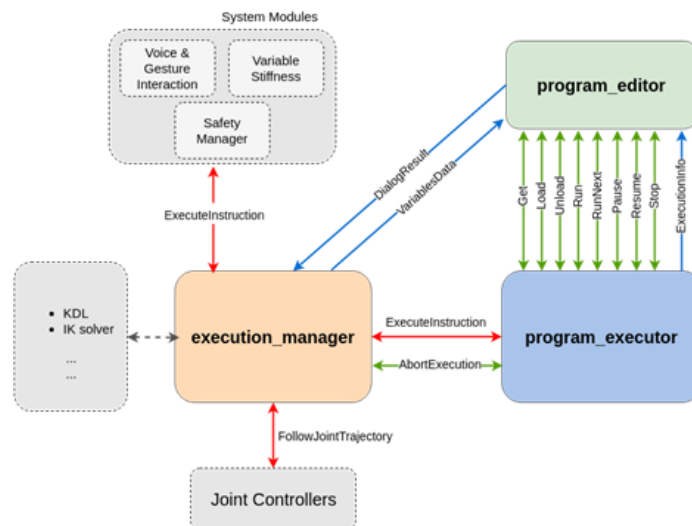 System Modules
Voice &
Gesture
Interaction
Variable
Stiffness
Safety
Manager
program_editor
DialogResult
VariablesData
Get
Load
Unload
Run
RunNext
Pause
Resume
Stop
ExecutionInfo
ExecuteInstruction
• KDL
• IK solver
...
...
execution_manager
ExecuteInstruction
AbortExecution
program_executor
FollowJointTrajectory
Joint Controllers